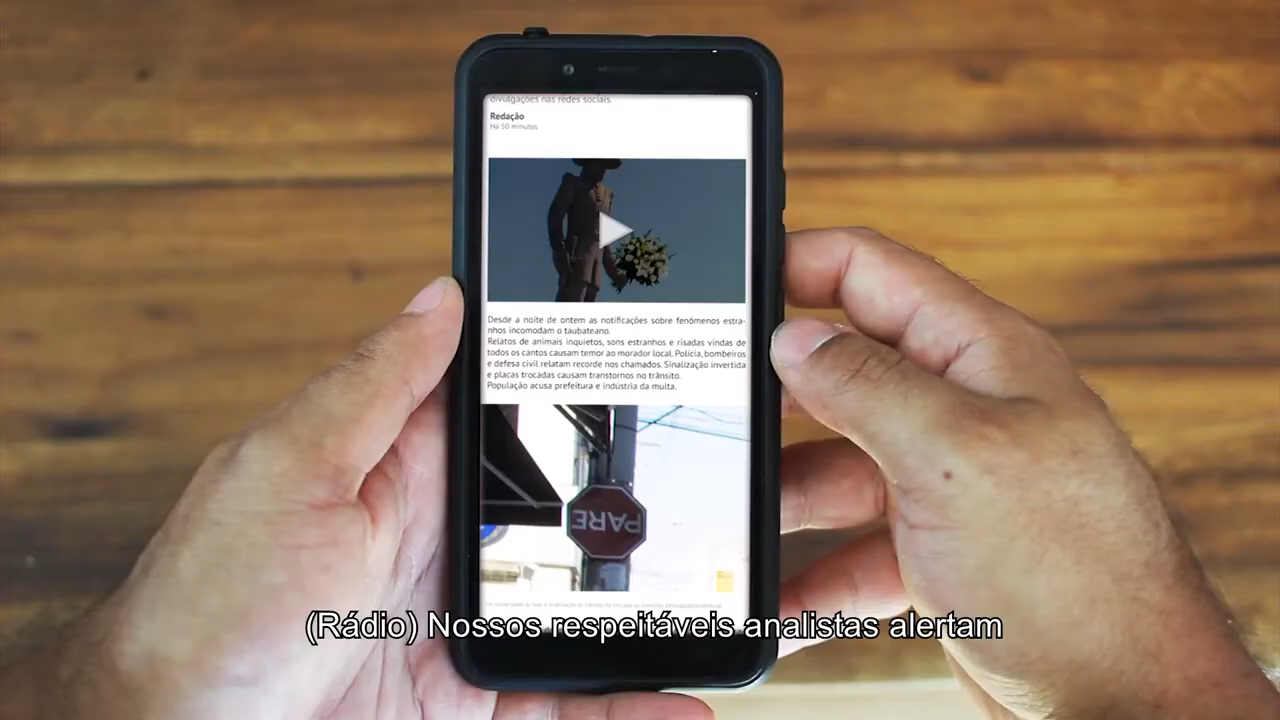 divulgações nas redes sociais.
Redação
Há 50 minutos
Desde a noite de ontem as notificações sobre fenômenos estra-
nhos incomodam o taubateano.
Relatos de animais inquietos, sons estranhos e risadas vindas de
todos os cantos causam temor ao morador local. Polícia, bombeiros
e defesa civil relatam recorde nos chamados. Sinalização invertida
e placas trocadas causam transtornos no trânsito.
População acusa prefeitura e indústria da multa.
PARE
(Rádio) Nossos respeitáveis analistas alertam